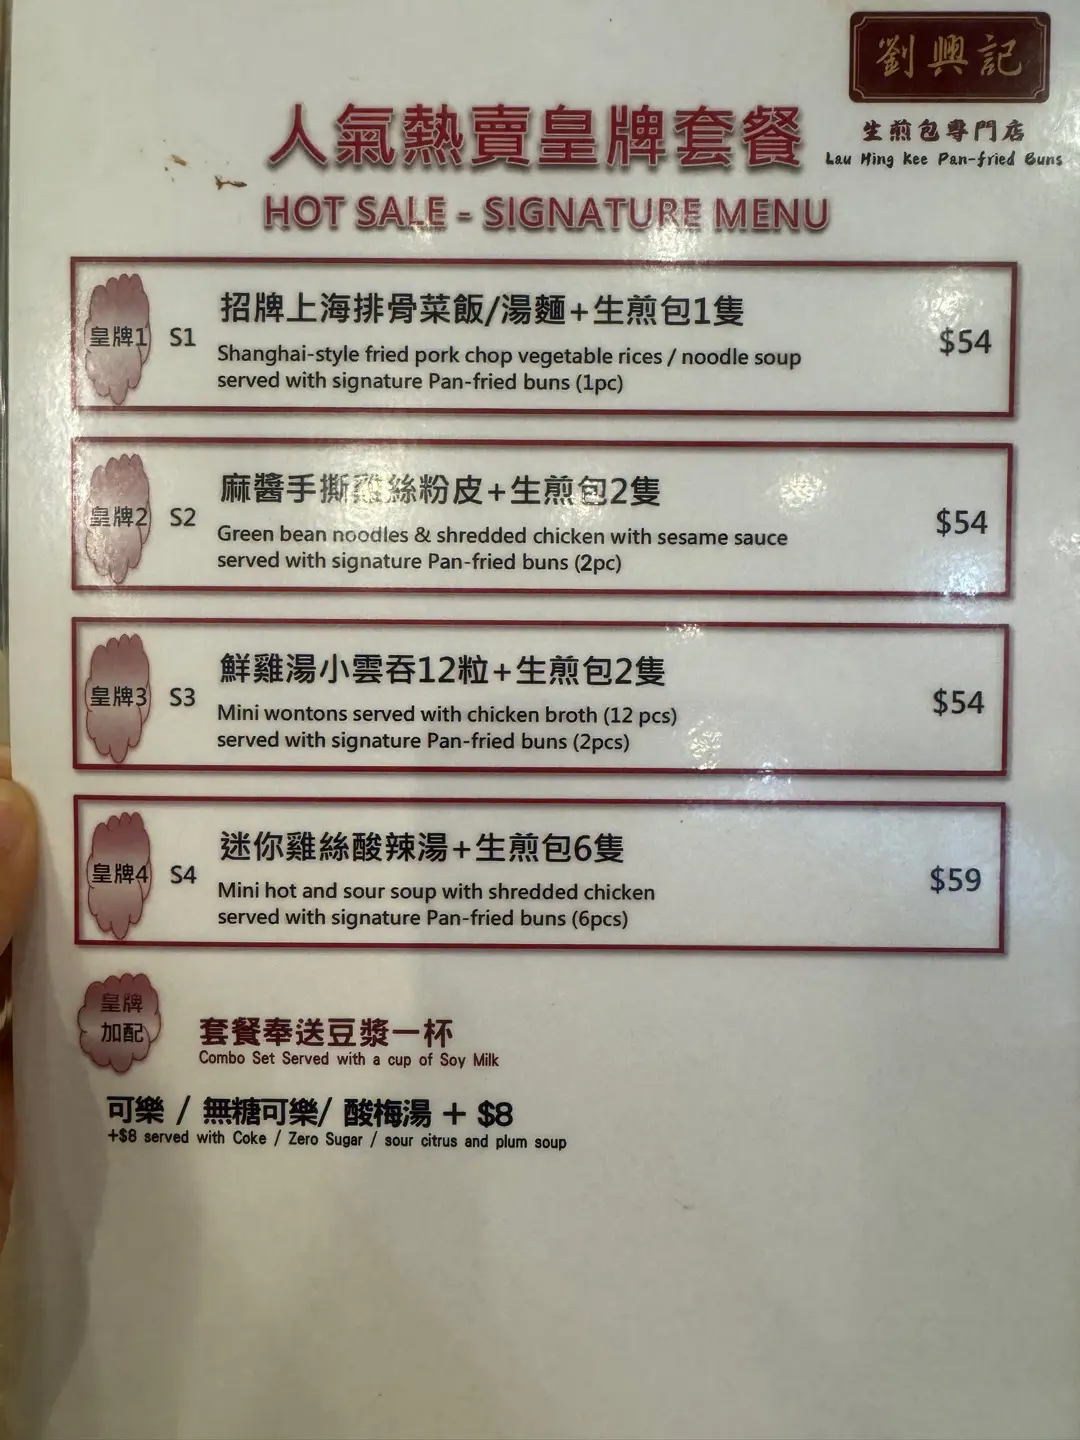 劉興記
生煎包專門店
Lau Hing Kee Pan-fried Buns
人氣熱賣皇牌套餐
HOT SALE - SIGNATURE MENU
皇牌1 S1 招牌上海排骨菜飯/湯麵+生煎包1隻 $54
Shanghai-style fried pork chop vegetable rices / noodle soup
served with signature Pan-fried buns (1pc)
皇牌2 S2 麻醬手撕雞絲粉皮+生煎包2隻 $54
Green bean noodles & shredded chicken with sesame sauce
served with signature Pan-fried buns (2pc)
皇牌3 S3 鮮雞湯小雲吞12粒+生煎包2隻 $54
Mini wontons served with chicken broth (12 pcs)
served with signature Pan-fried buns (2pcs)
皇牌4 S4 迷你雞絲酸辣湯+生煎包6隻 $59
Mini hot and sour soup with shredded chicken
served with signature Pan-fried buns (6pcs)
皇牌
加配
套餐奉送豆漿一杯
Combo Set Served with a cup of Soy Milk
可樂 / 無糖可樂/ 酸梅湯 + $8
+$8 served with Coke / Zero Sugar / sour citrus and plum soup